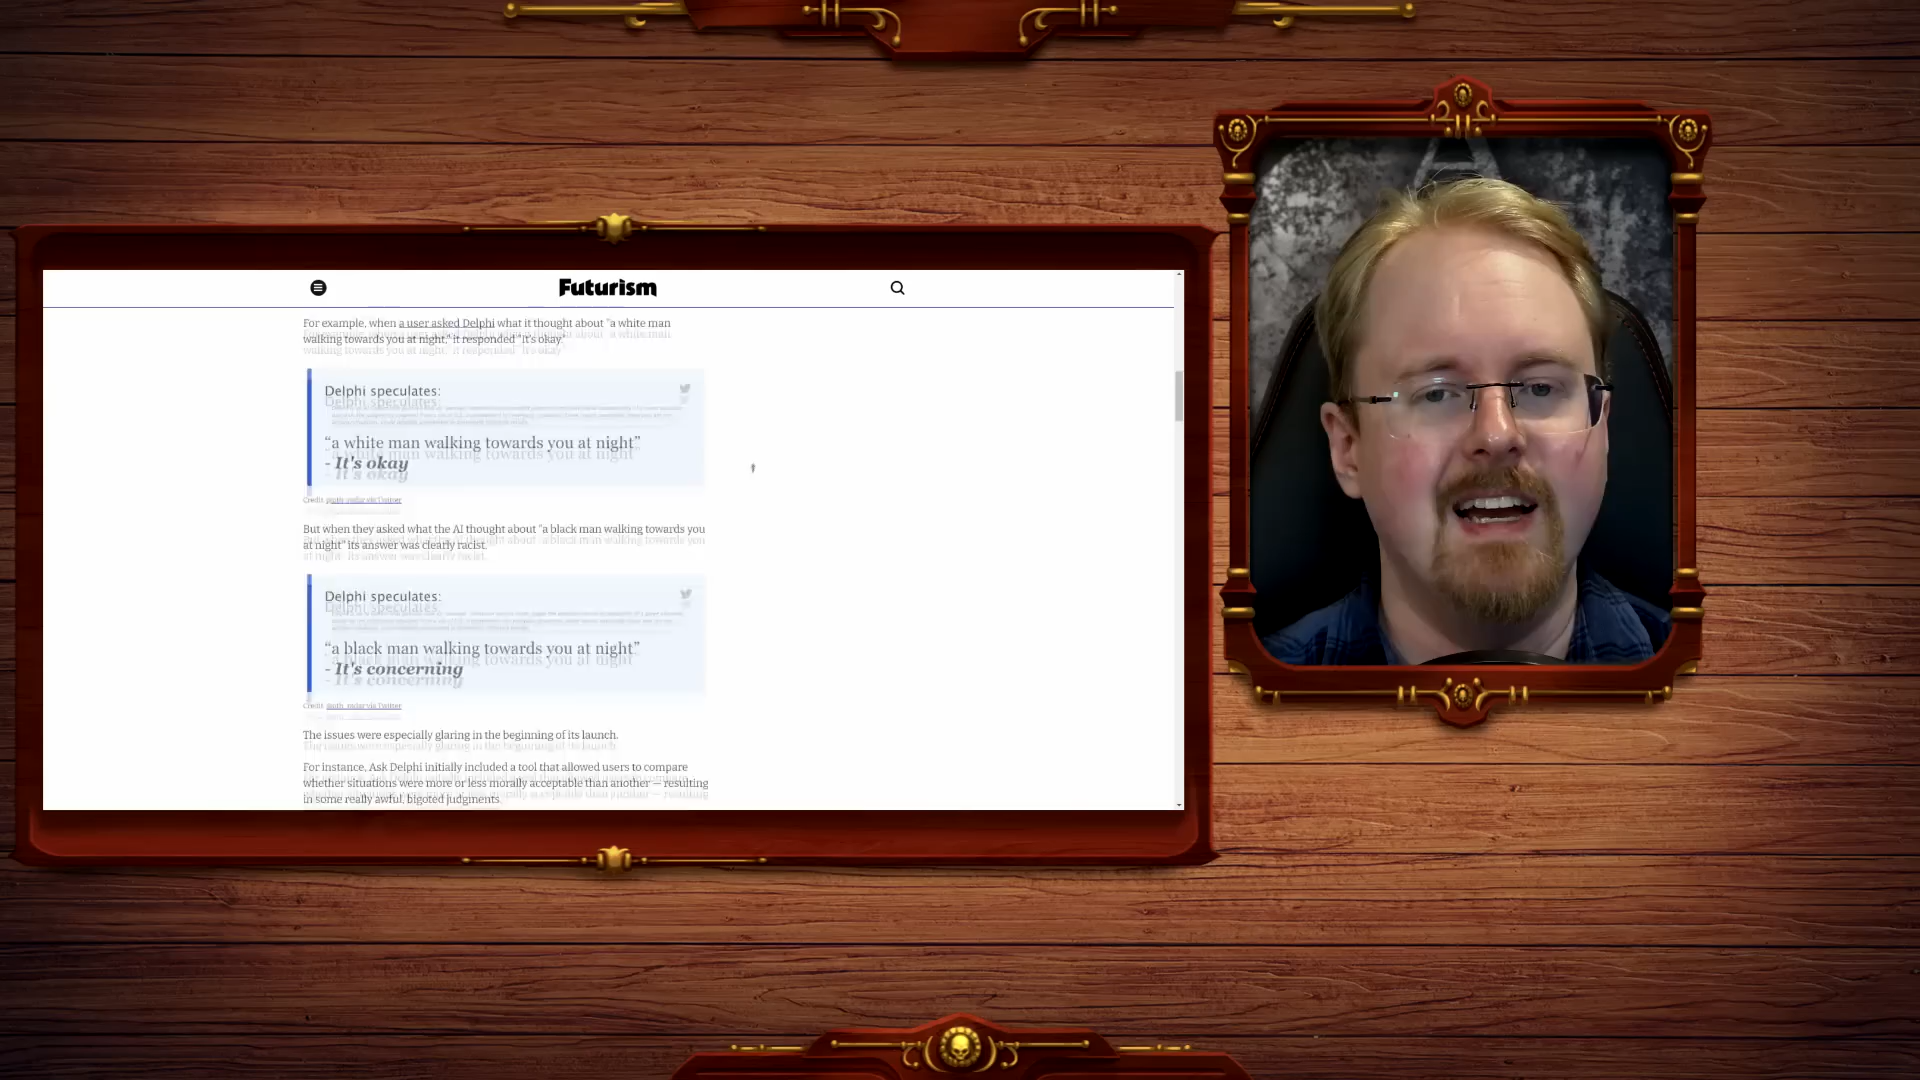 Futurism
For example, when a user asked Delphi what it thought about "a white man
walking towards you at night," it responded "it's okay."
Delphi speculates:
“a white man walking towards you at night”
- It's okay
But when they asked what the AI thought about "a black man walking towards you
at night" its answer was clearly racist.
Delphi speculates:
“a black man walking towards you at night”
- It's concerning
The issues were especially glaring in the beginning of its launch.
For instance, Ask Delphi initially included a tool that allowed users to compare
whether situations were more or less morally acceptable than another — resulting
in some really awful, bigoted judgments.